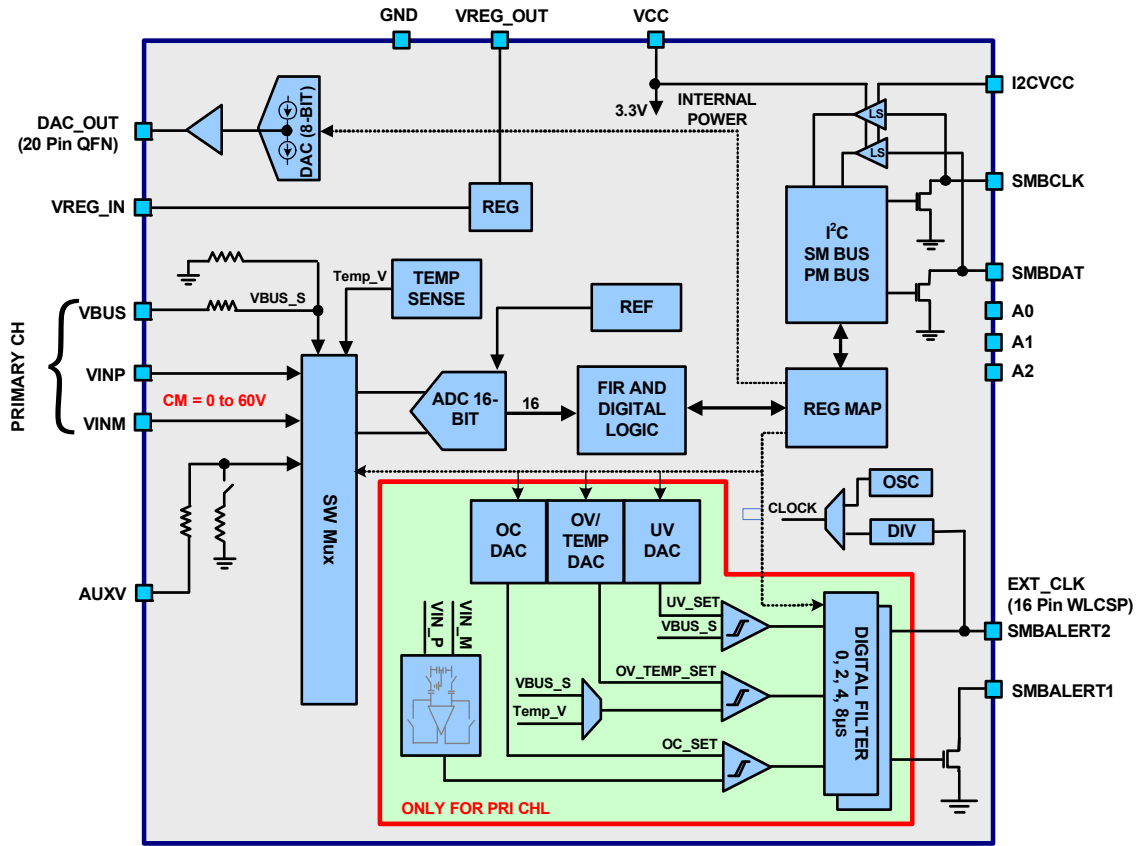 GND
VREG_OUT
VCC
I2CVCC
DAC_OUT
(20 Pin QFN)
DAC (8-BIT)
3.3V
INTERNAL
POWER
LS
LS
SMBCLK
VREG_IN
REG
I²C
SM BUS
PM BUS
SMBDAT
VBUS_S
Temp_V
TEMP
SENSE
REF
A0
A1
A2
PRIMARY CH
VBUS
VINP
VINM
CM = 0 to 60V
SW Mux
ADC 16-
BIT
16
FIR AND
DIGITAL
LOGIC
REG MAP
AUXV
OC
DAC
OV/
TEMP
DAC
UV
DAC
CLOCK
OSC
DIV
EXT_CLK
(16 Pin WLCSP)
SMBALERT2
SMBALERT1
VIN_P
VIN_M
UV_SET
VBUS_S
OV_TEMP_SET
VBUS_S
Temp_V
OC_SET
DIGITAL FILTER
0, 2, 4, 8µs
ONLY FOR PRI CHL